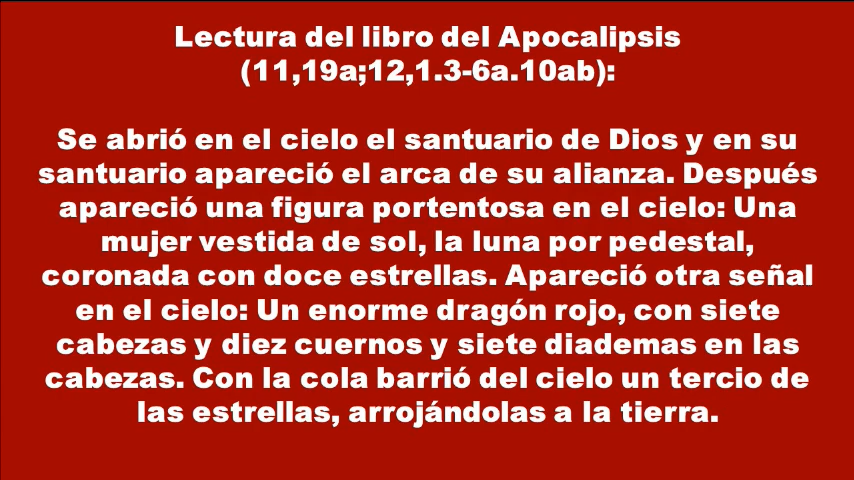 Lectura del libro del Apocalipsis
(11,19a;12,1.3-6a.10ab):
Se abrió en el cielo el santuario de Dios y en su
santuario apareció el arca de su alianza. Después
apareció una figura portentosa en el cielo: Una
mujer vestida de sol, la luna por pedestal,
coronada con doce estrellas. Apareció otra señal
en el cielo: Un enorme dragón rojo, con siete
cabezas y diez cuernos y siete diademas en las
cabezas. Con la cola barrió del cielo un tercio de
las estrellas, arrojándolas a la tierra.